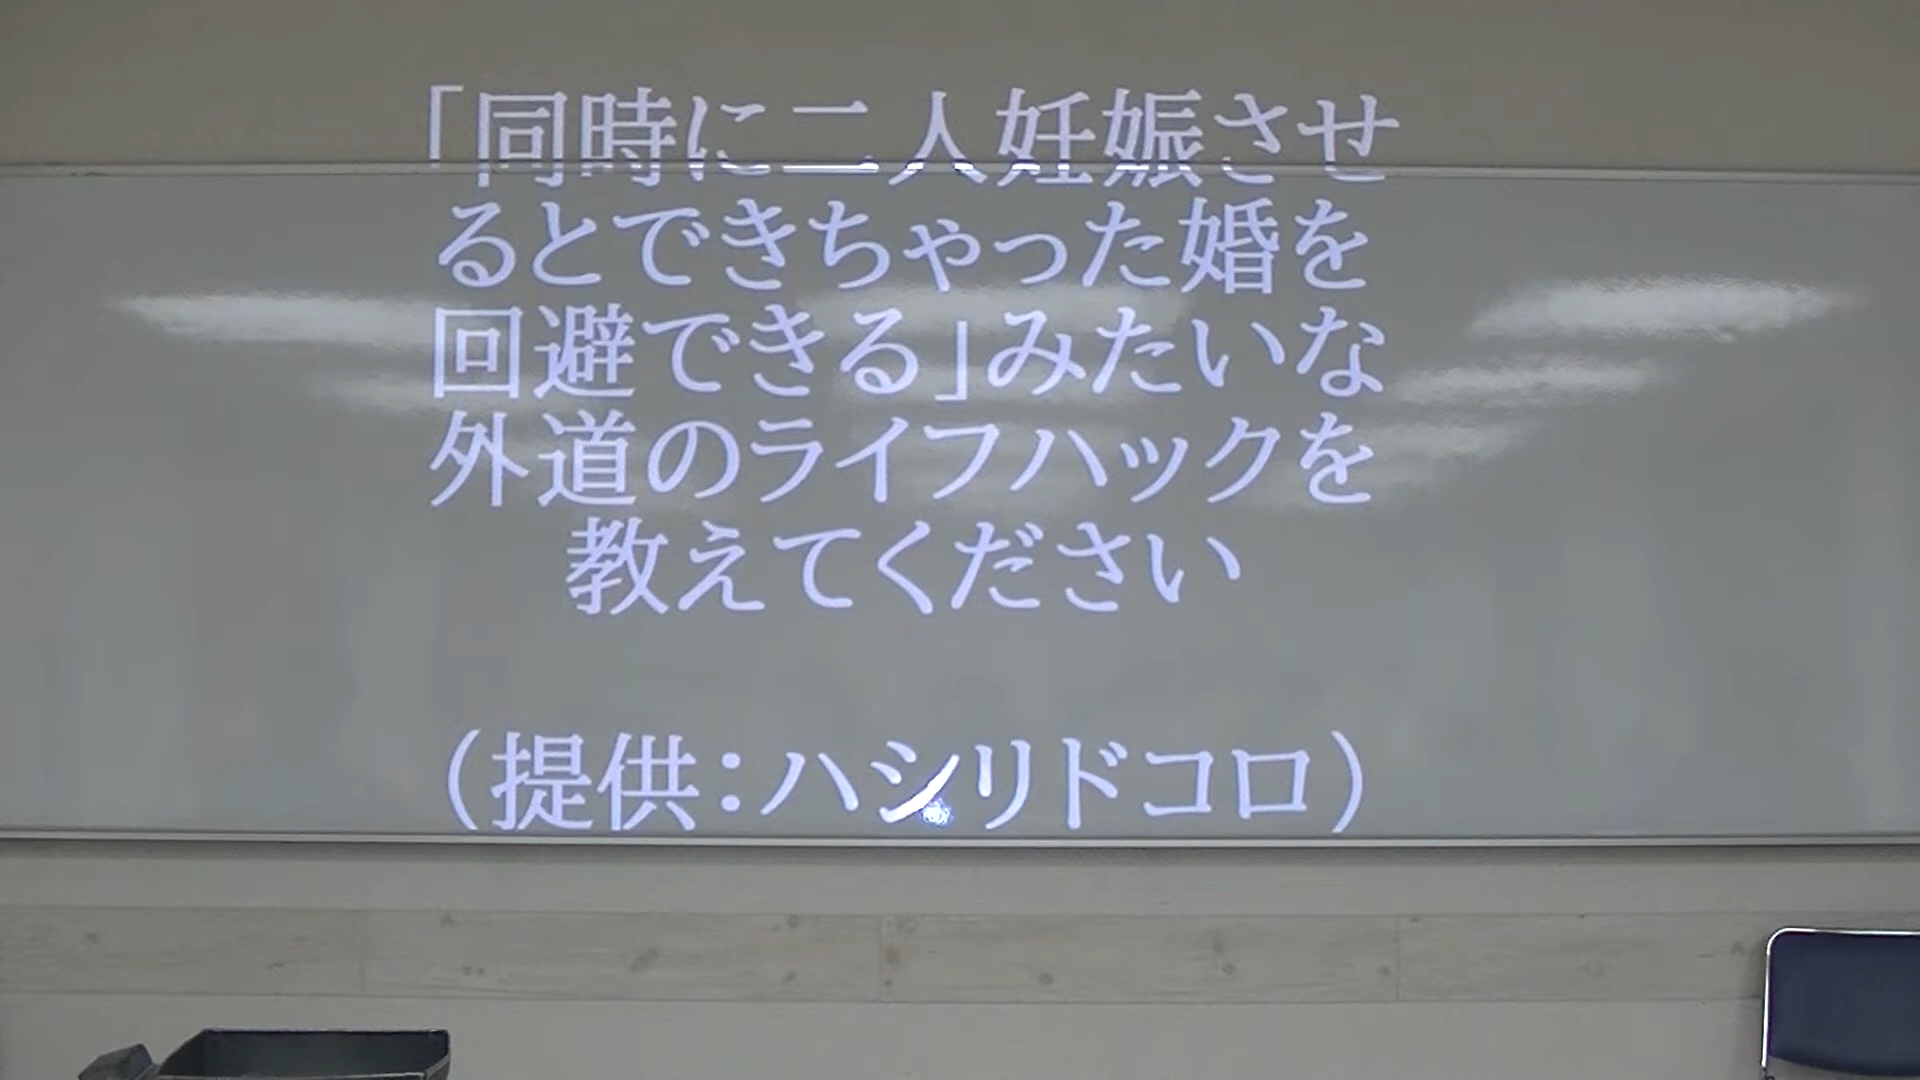 「同時に二人妊娠させ
るとできちゃった婚を
回避できる」みたいな
外道のライフハックを
教えてください
（提供：ハシリドコロ）